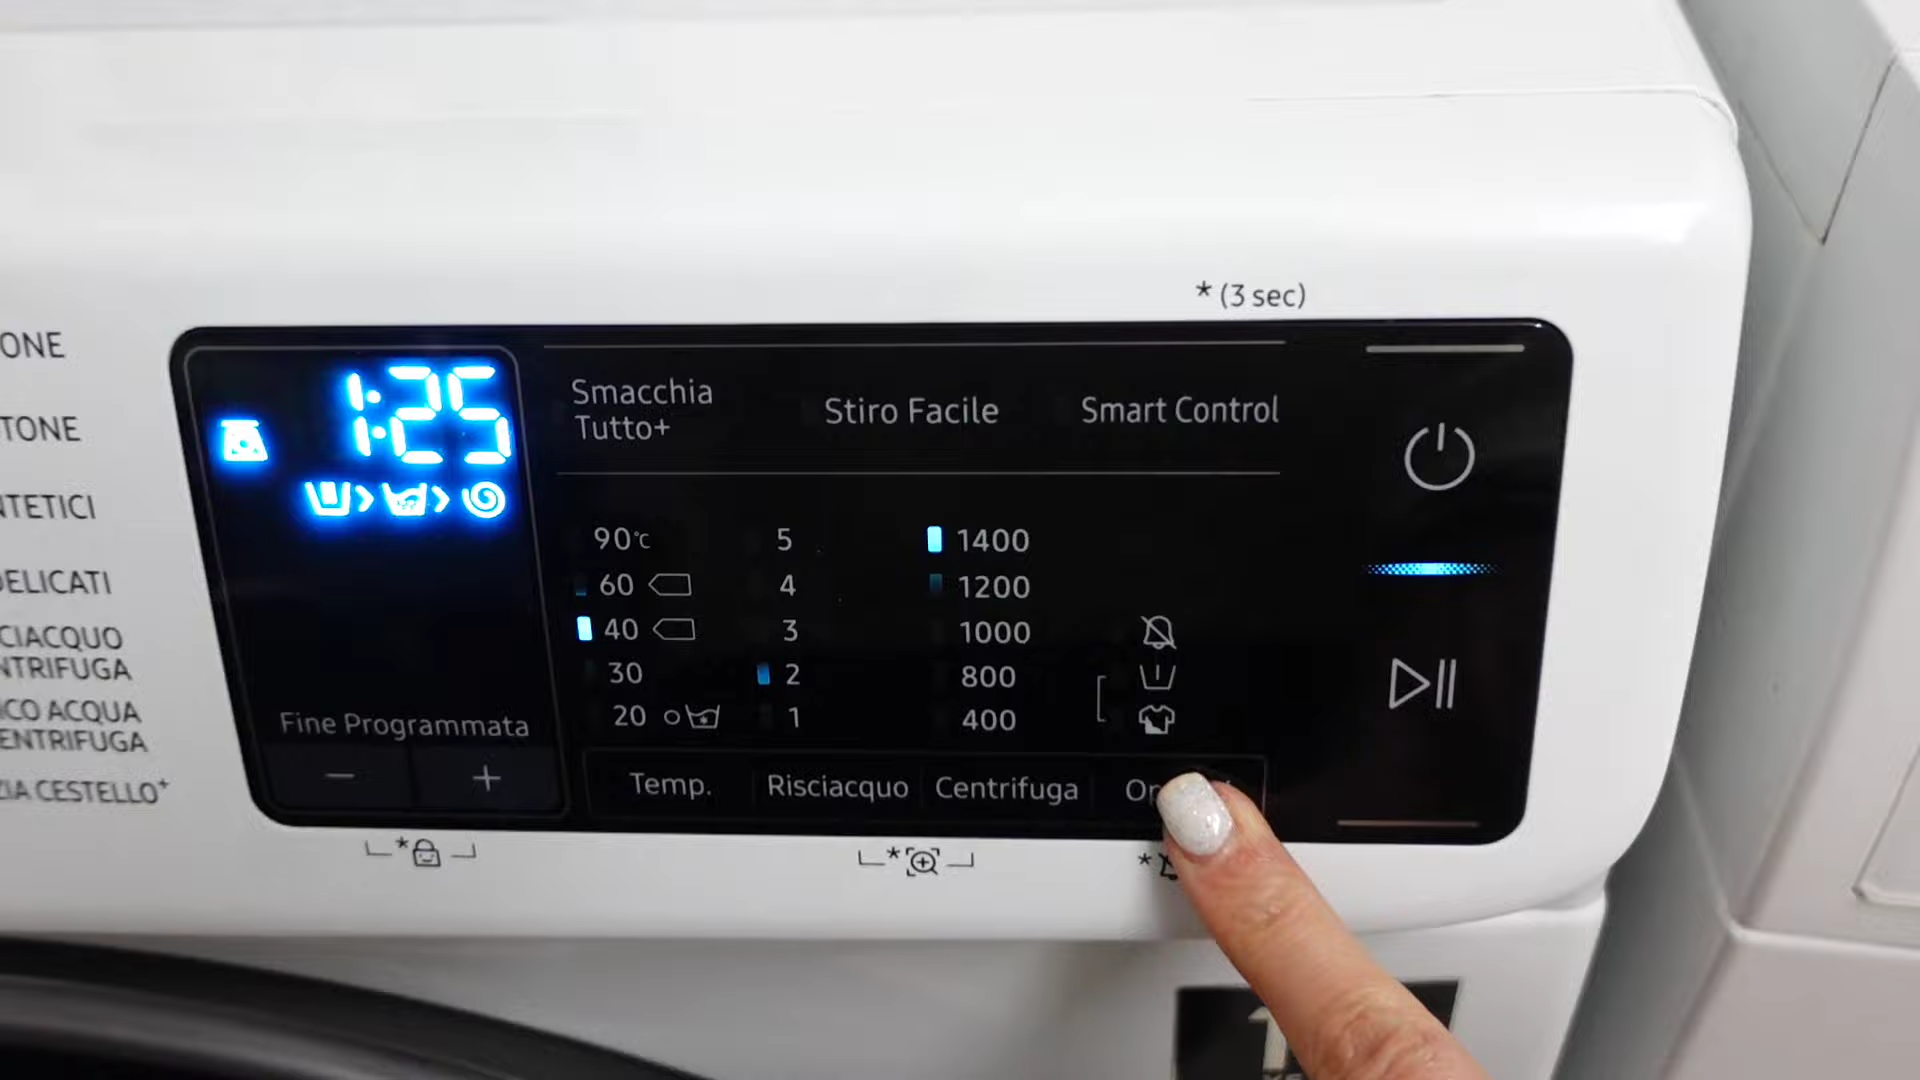 * (3 sec)
ONE
TONE
NTETICI
DELICATI
CIACQUO
NTRIFUGA
ICO ACQUA
ENTRIFUGA
ZIA CESTELLO+
1:25
Fine Programmata
− +
Smacchia
Tutto+
Stiro Facile
Smart Control
90°c 5 1400
60 4 1200
40 3 1000
30 2 800
20 1 400
Temp. Risciacquo Centrifuga
* * *